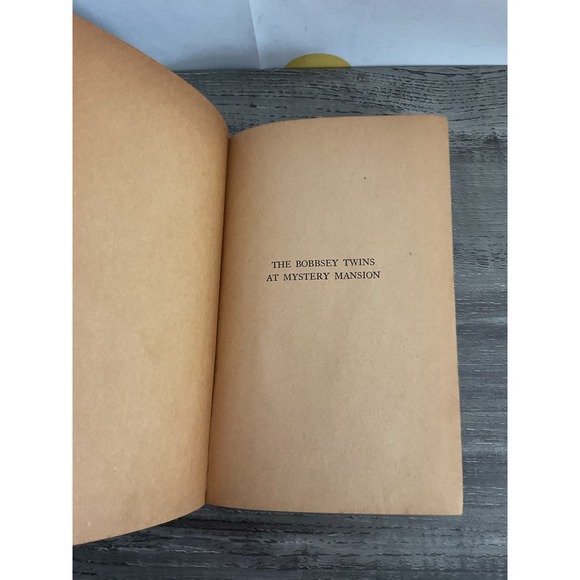 THE BOBBSEY TWINS
AT MYSTERY MANSION